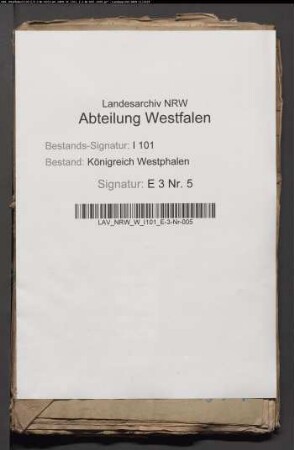 Landesarchiv NRW
Abteilung Westfalen
Bestands-Signatur: I 101
Bestand: Königreich Westphalen
Signatur: E 3 Nr. 5
LAV_NRW_W_I101_E-3-Nr-005